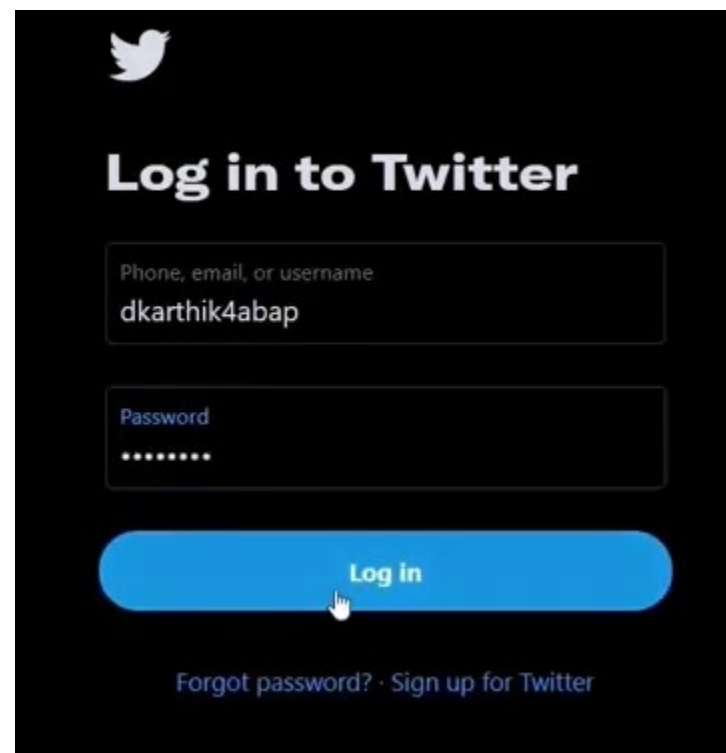 Log in to Twitter
Phone, email, or username
dkarthik4abap
Password
••••••••
Log in
Forgot password? · Sign up for Twitter